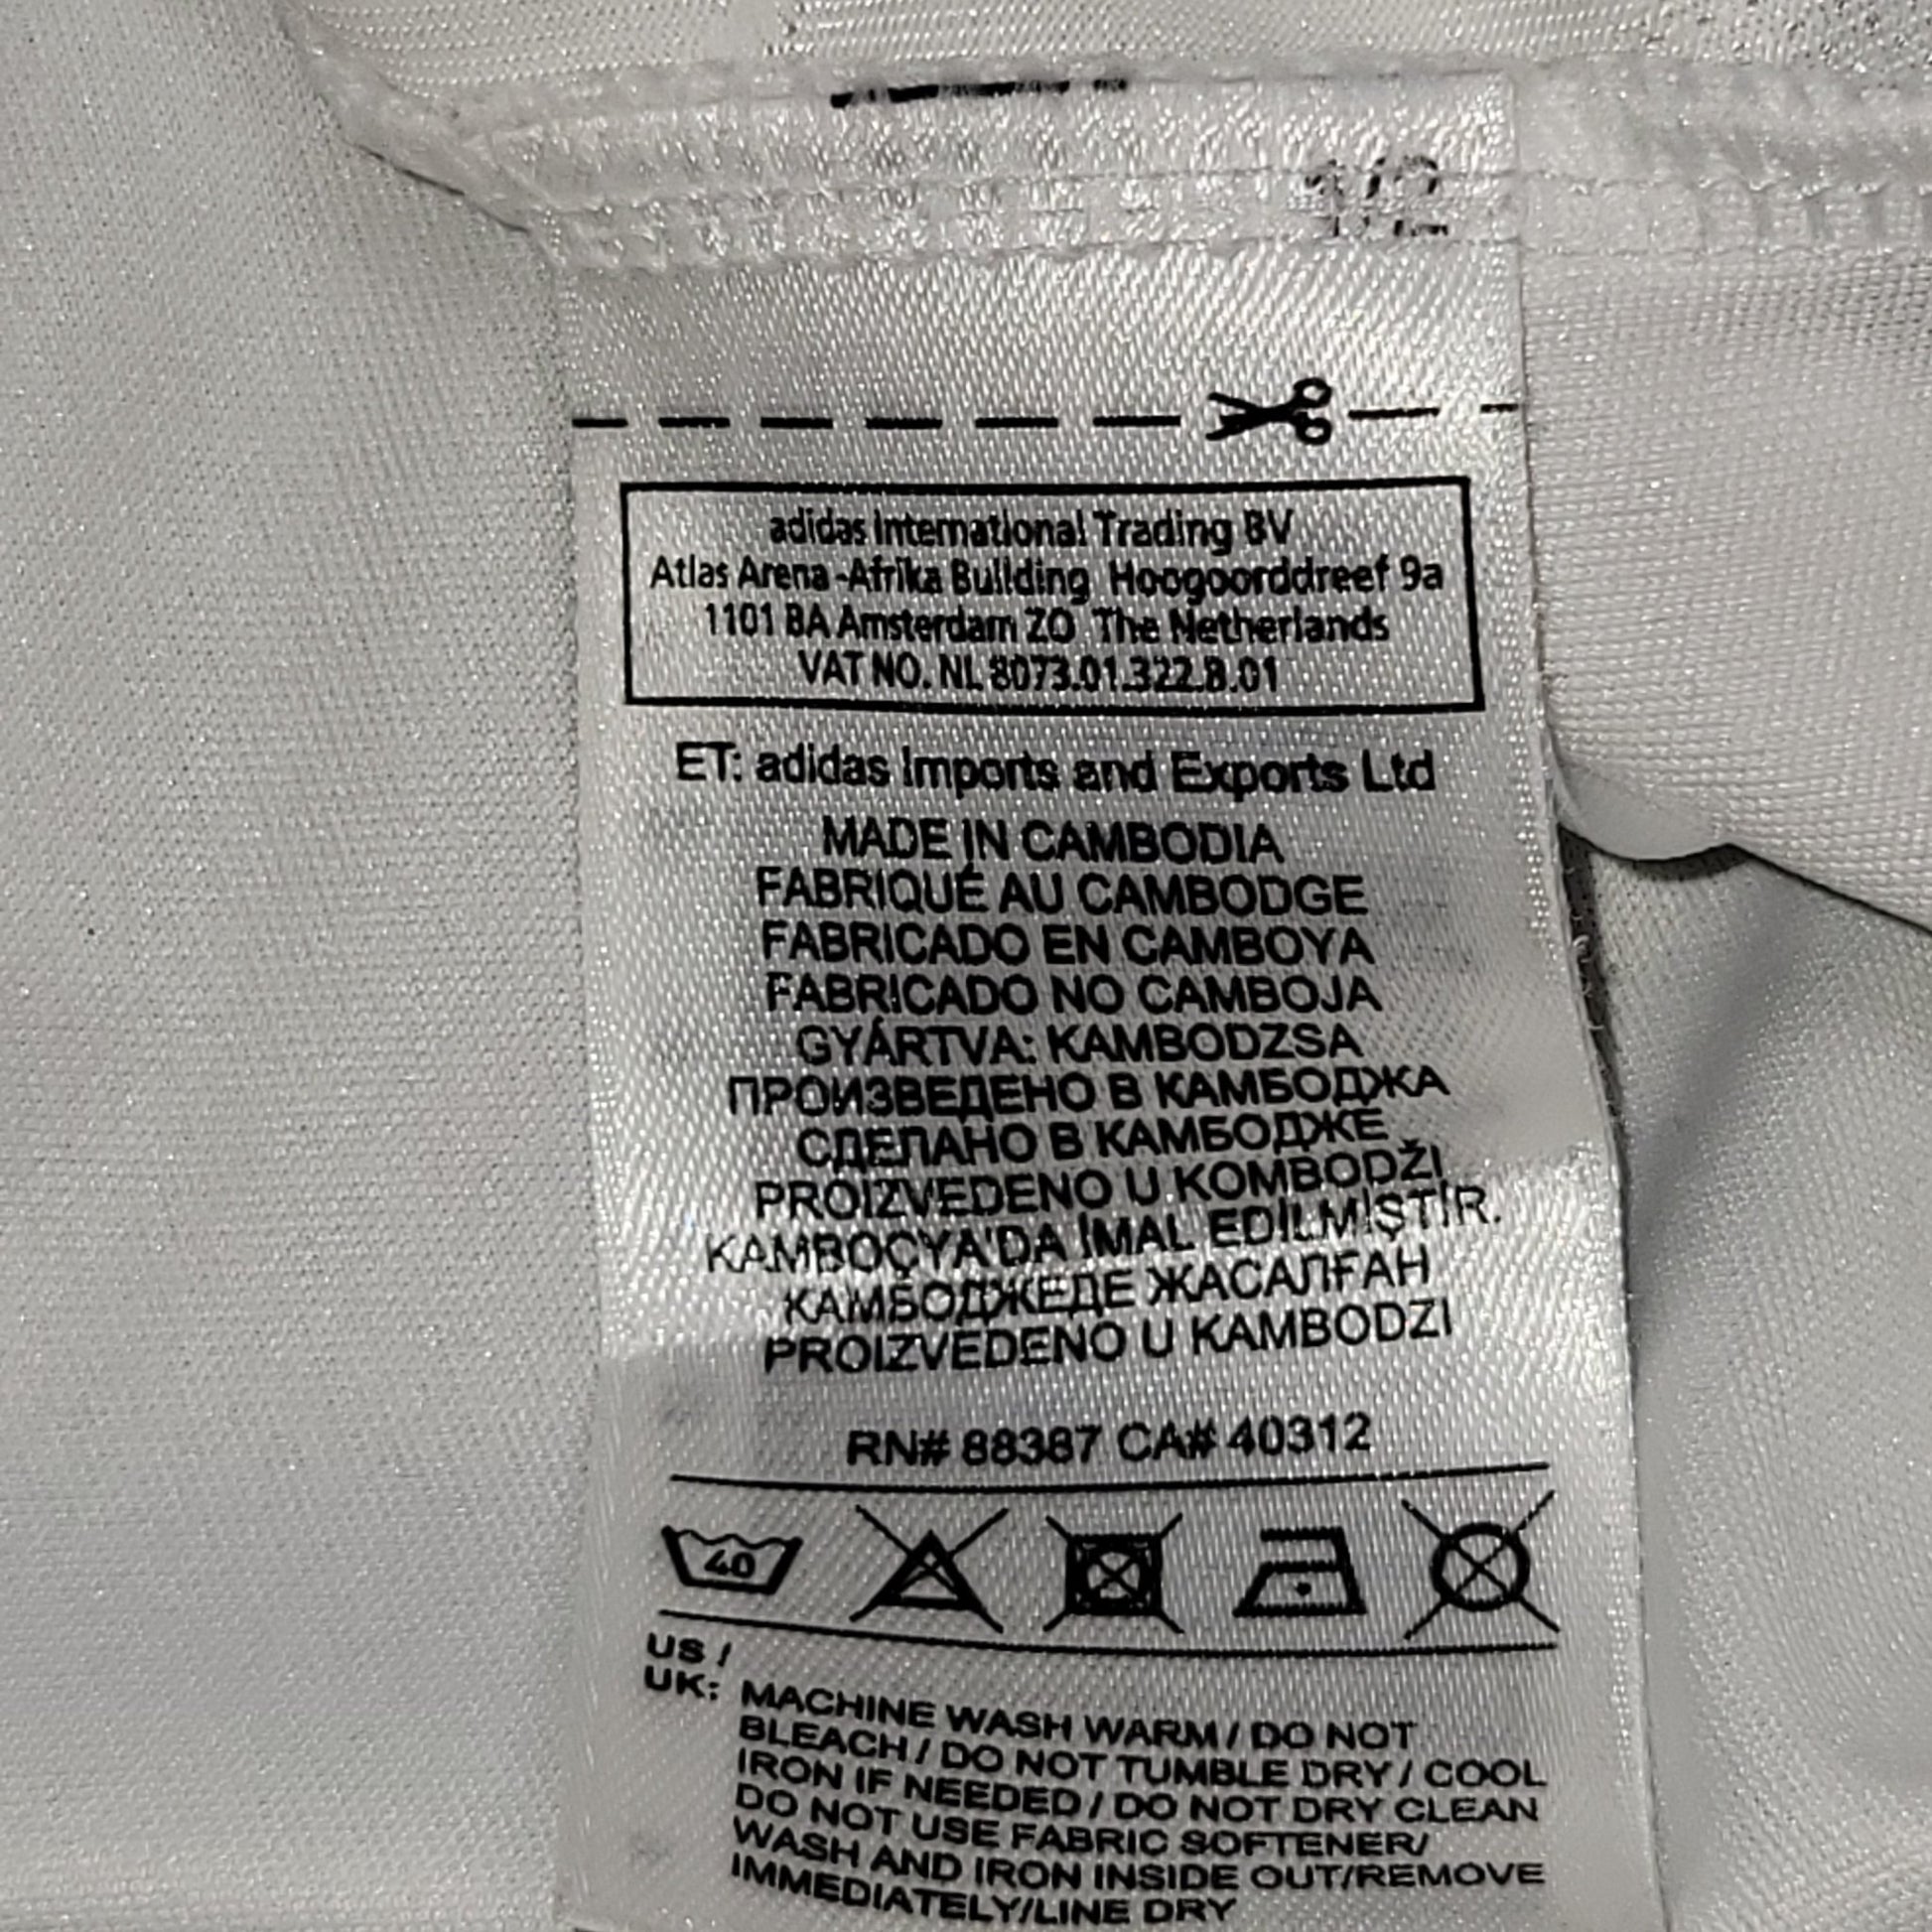 1/2
adidas International Trading BV
Atlas Arena-Afrika Building Hoogoorddreef 9a
1101 BA Amsterdam ZO The Netherlands
VAT NO. NL 8073.01.322.B.01
ET: adidas Imports and Exports Ltd
MADE IN CAMBODIA
FABRIQUÉ AU CAMBODGE
FABRICADO EN CAMBOYA
FABRICADO NO CAMBOJA
GYÁRTVA: KAMBODZSA
ПРОИЗВЕДЕНО В КАМБОДЖА
СДЕЛАНО В КАМБОДЖЕ
PROIZVEDENO U KOMBODŽI
KAMBOÇYA'DA İMAL EDİLMİŞTİR.
КАМБОДЖЕДЕ ЖАСАЛҒАН
PROIZVEDENO U KAMBODZI
RN# 88387 CA# 40312
40
US /
UK: MACHINE WASH WARM / DO NOT
BLEACH / DO NOT TUMBLE DRY / COOL
IRON IF NEEDED / DO NOT DRY CLEAN
DO NOT USE FABRIC SOFTENER/
WASH AND IRON INSIDE OUT/REMOVE
IMMEDIATELY/LINE DRY